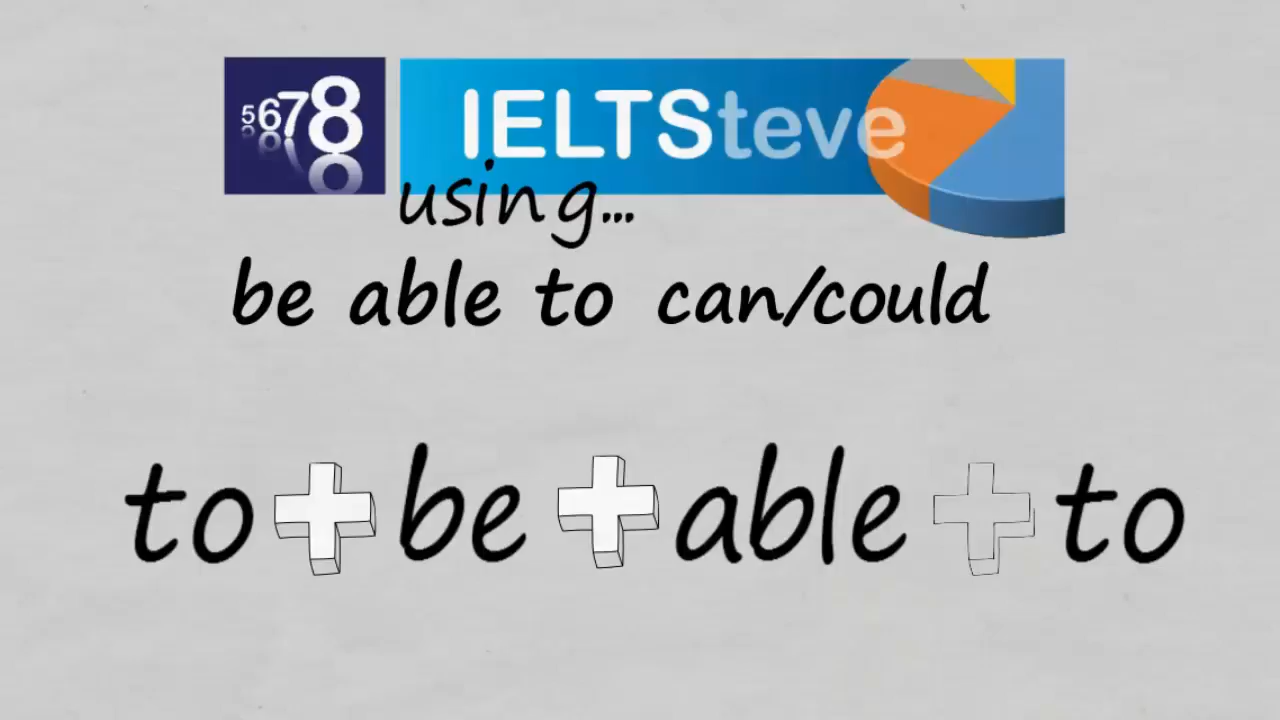 5678 IELTSteve
using...
be able to can/could
to + be + able + to